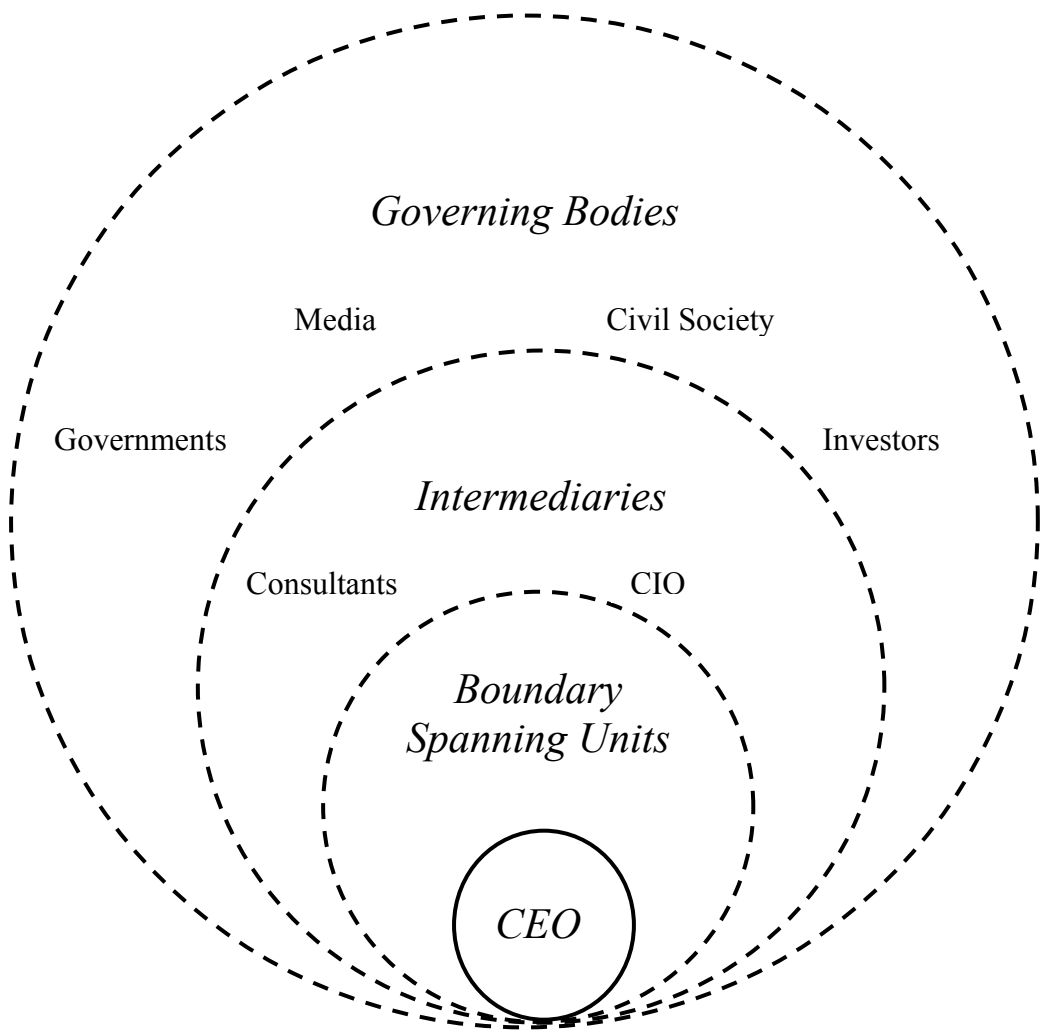 Governing Bodies
Media
Civil Society
Governments
Investors
Intermediaries
Consultants
CIO
Boundary
Spanning Units
CEO